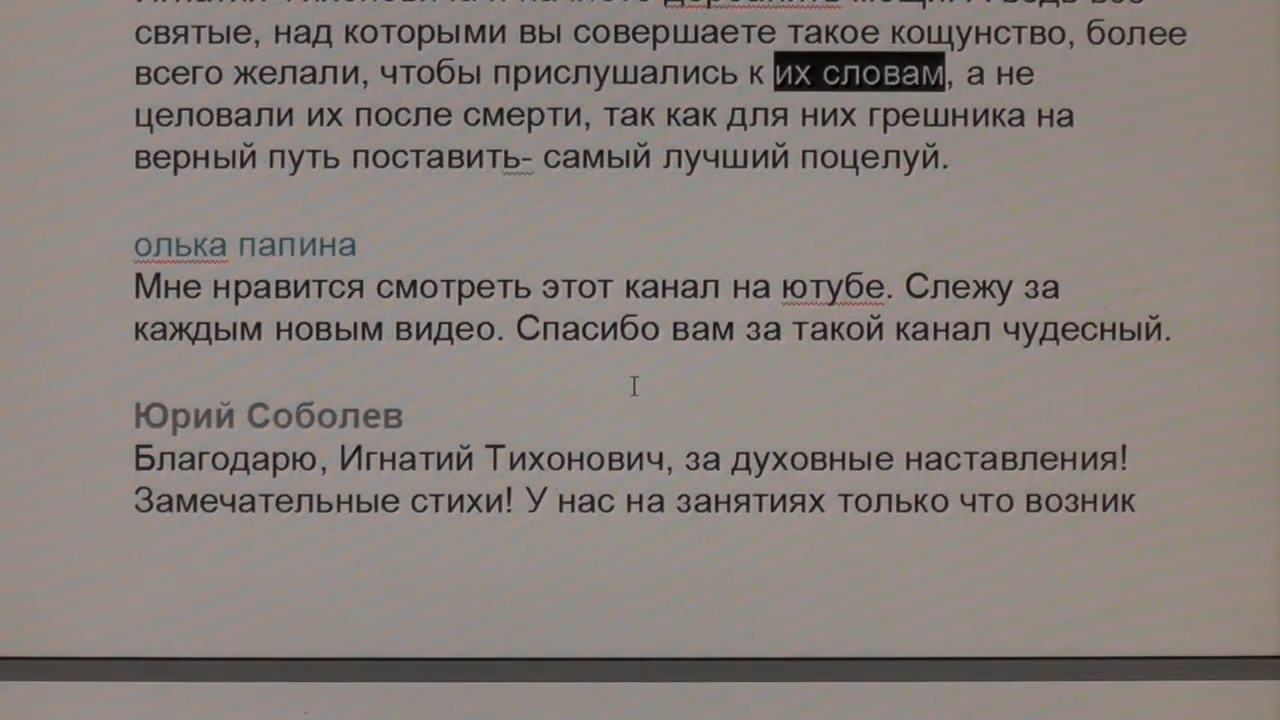 святые, над которыми вы совершаете такое кощунство, более
всего желали, чтобы прислушались к их словам, а не
целовали их после смерти, так как для них грешника на
верный путь поставить- самый лучший поцелуй.
олька папина
Мне нравится смотреть этот канал на ютубе. Слежу за
каждым новым видео. Спасибо вам за такой канал чудесный.
Юрий Соболев
Благодарю, Игнатий Тихонович, за духовные наставления!
Замечательные стихи! У нас на занятиях только что возник